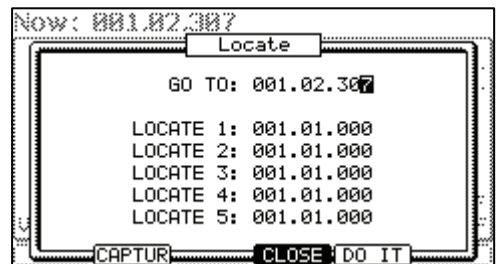 Now: 001.02.307
Locate
GO TO: 001.02.307
LOCATE 1: 001.01.000
LOCATE 2: 001.01.000
LOCATE 3: 001.01.000
LOCATE 4: 001.01.000
LOCATE 5: 001.01.000
CAPTUR CLOSE DO IT